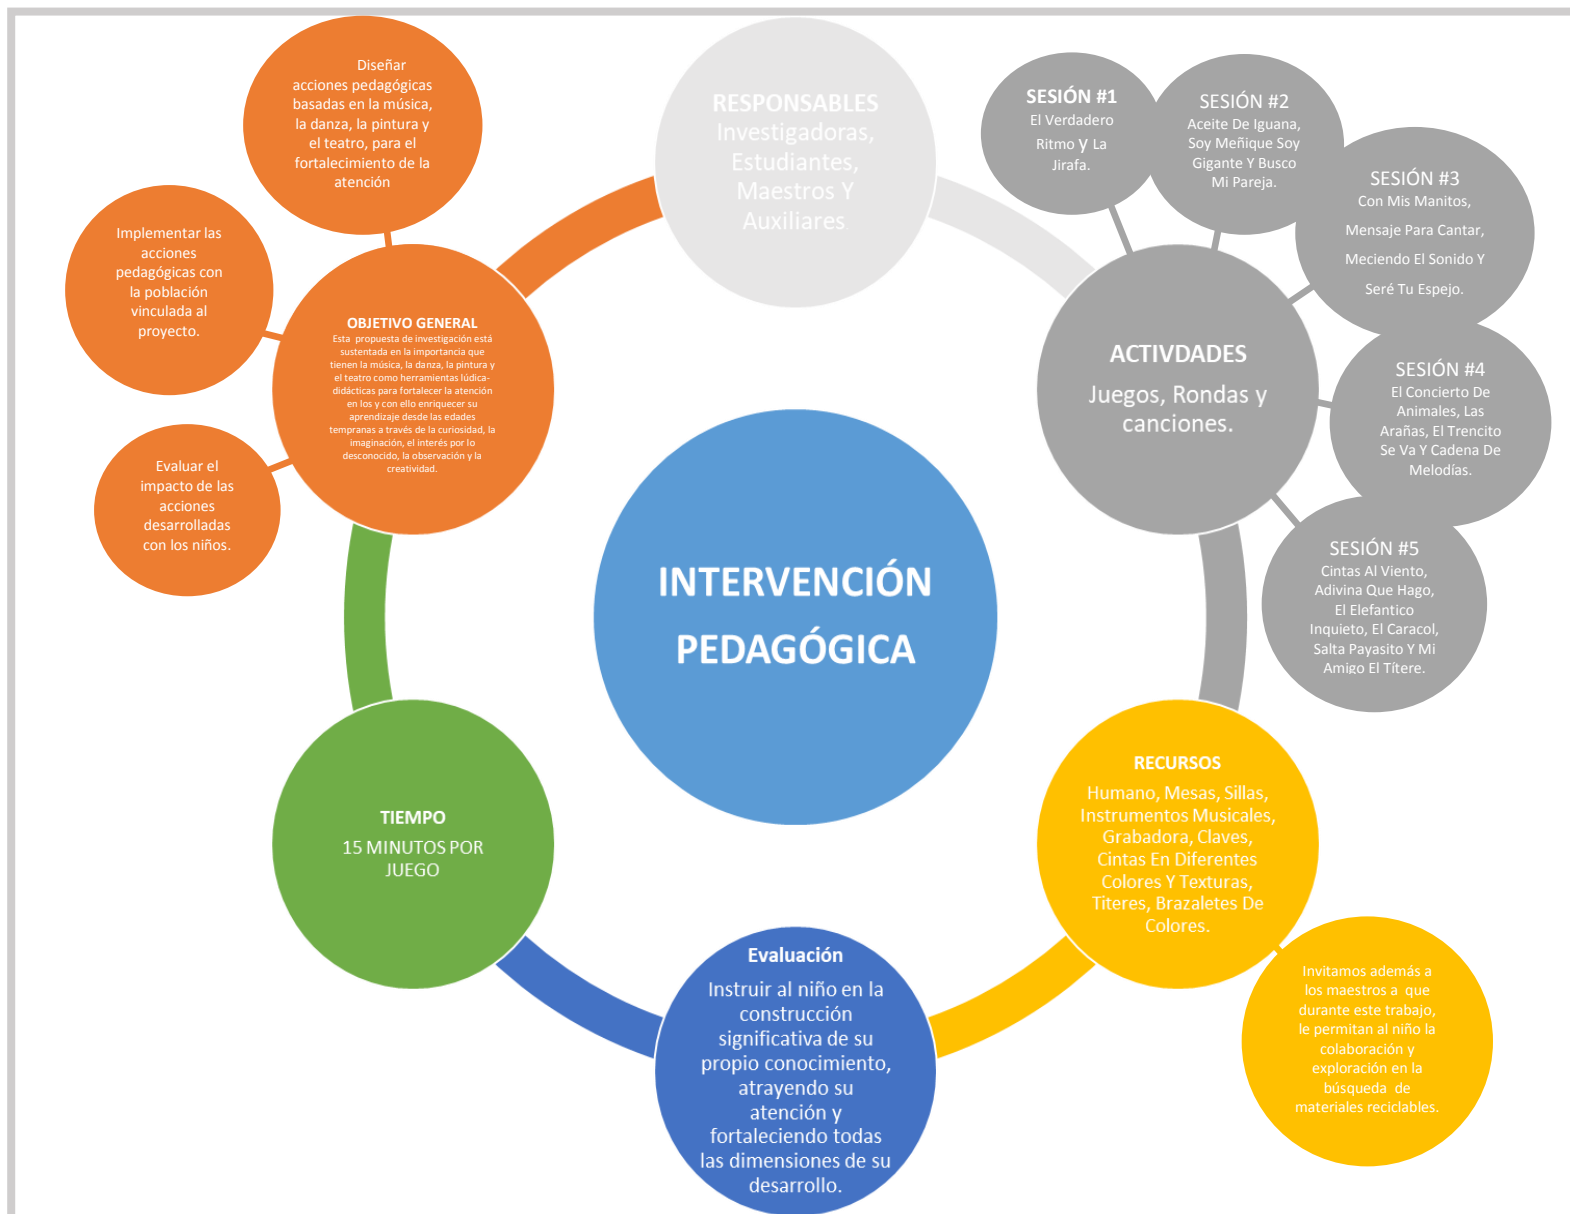 Diseñar
acciones pedagógicas
basadas en la música,
la danza, la pintura y
el teatro, para el
fortalecimiento de la
atención
Implementar las
acciones
pedagógicas con
la población
vinculada al
proyecto.
Evaluar el
impacto de las
acciones
desarrolladas
con los niños.
OBJETIVO GENERAL
Esta propuesta de investigación está
sustentada en la importancia que
tienen la música, la danza, la pintura y
el teatro como herramientas lúdica-
didácticas para fortalecer la atención
en los y con ello enriquecer su
aprendizaje desde las edades
tempranas a través de la curiosidad, la
imaginación, el interés por lo
desconocido, la observación y la
creatividad.
RESPONSABLES
Investigadoras,
Estudiantes,
Maestros Y
Auxiliares
SESIÓN #1
El Verdadero
Ritmo y La
Jirafa.
SESIÓN #2
Aceite De Iguana,
Soy Meñique Soy
Gigante Y Busco
Mi Pareja.
SESIÓN #3
Con Mis Manitos,
Mensaje Para Cantar,
Meciendo El Sonido Y
Seré Tu Espejo.
ACTIVDADES
Juegos, Rondas y
canciones.
SESIÓN #4
El Concierto De
Animales, Las
Arañas, El Trencito
Se Va Y Cadena De
Melodías.
SESIÓN #5
Cintas Al Viento,
Adivina Que Hago,
El Elefantico
Inquieto, El Caracol,
Salta Payasito Y Mi
Amigo El Títere.
INTERVENCIÓN
PEDAGÓGICA
RECURSOS
Humano, Mesas, Sillas,
Instrumentos Musicales,
Grabadora, Claves,
Cintas En Diferentes
Colores Y Texturas,
Titeres, Brazaletes De
Colores.
Invitamos además a
los maestros a que
durante este trabajo,
le permitan al niño la
colaboración y
exploración en la
búsqueda de
materiales reciclables.
Evaluación
Instruir al niño en la
construcción
significativa de su
propio conocimiento,
atrayendo su
atención y
fortaleciendo todas
las dimensiones de su
desarrollo.
TIEMPO
15 MINUTOS POR
JUEGO